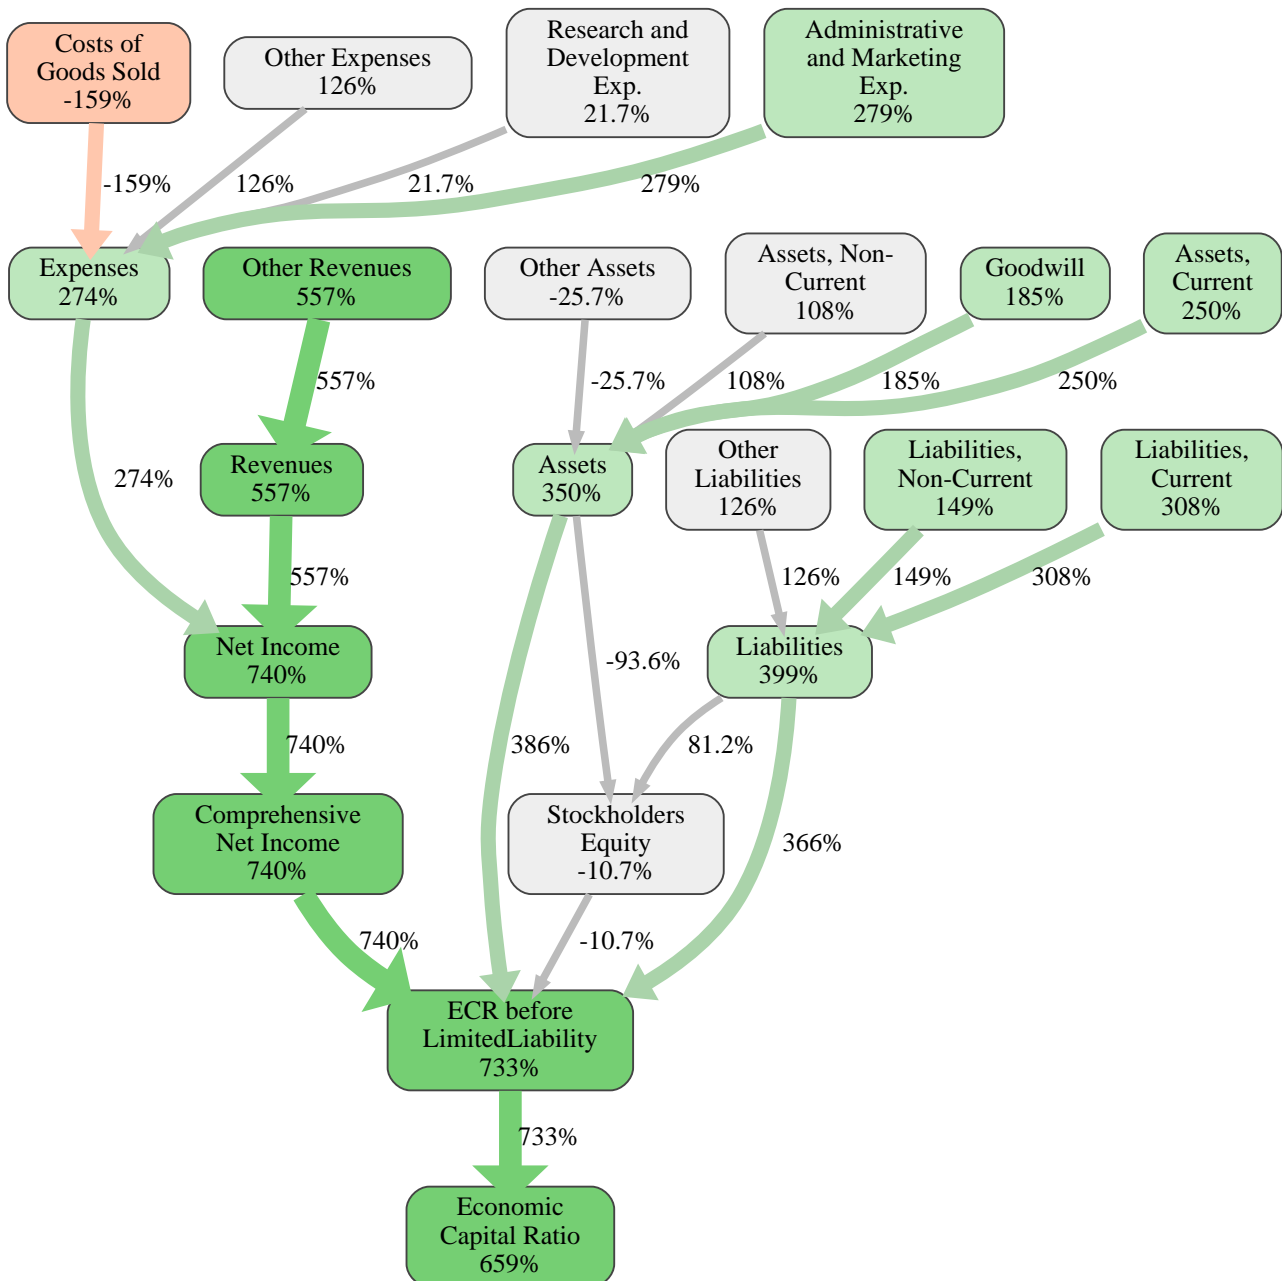 Costs of
Goods Sold
-159%
Other Expenses
126%
Research and
Development
Exp.
21.7%
Administrative
and Marketing
Exp.
279%
-159%
126%
21.7%
279%
Expenses
274%
Other Revenues
557%
Other Assets
-25.7%
Assets, Non-
Current
108%
Goodwill
185%
Assets,
Current
250%
557%
-25.7%
108%
185%
250%
274%
Revenues
557%
Assets
350%
Other
Liabilities
126%
Liabilities,
Non-Current
149%
Liabilities,
Current
308%
557%
126%
149%
308%
Net Income
740%
-93.6%
Liabilities
399%
740%
386%
81.2%
366%
Comprehensive
Net Income
740%
Stockholders
Equity
-10.7%
740%
-10.7%
ECR before
LimitedLiability
733%
733%
Economic
Capital Ratio
659%